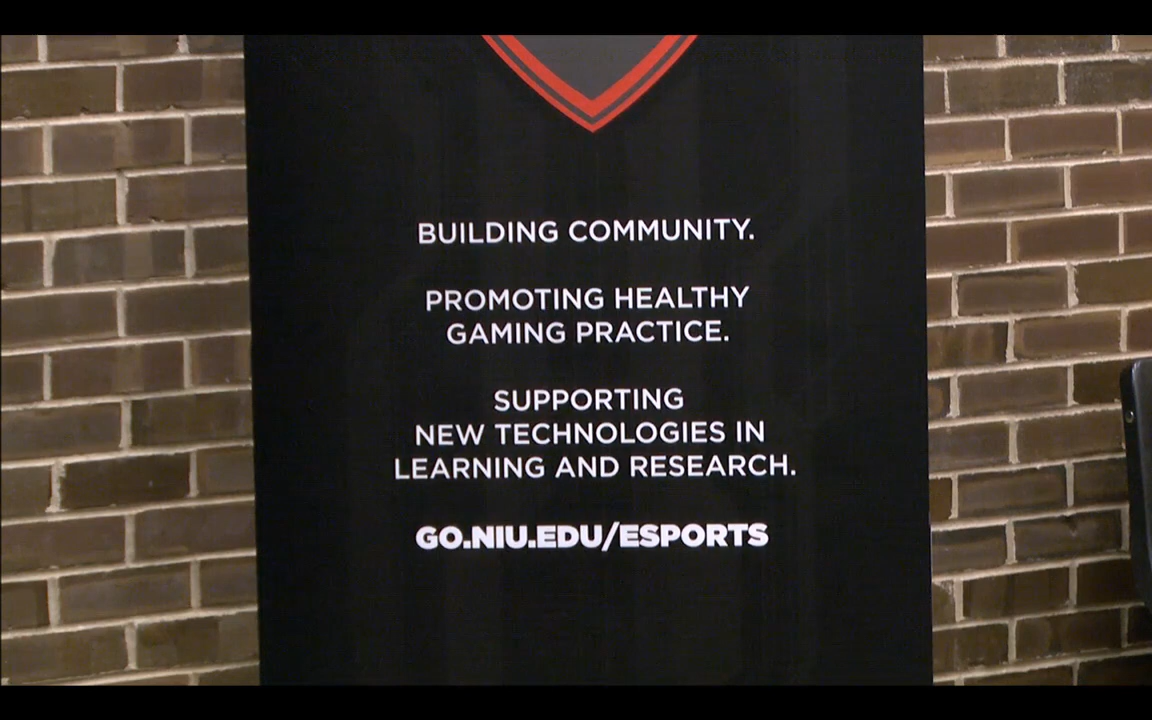 BUILDING COMMUNITY.
PROMOTING HEALTHY
GAMING PRACTICE.
SUPPORTING
NEW TECHNOLOGIES IN
LEARNING AND RESEARCH.
GO.NIU.EDU/ESPORTS